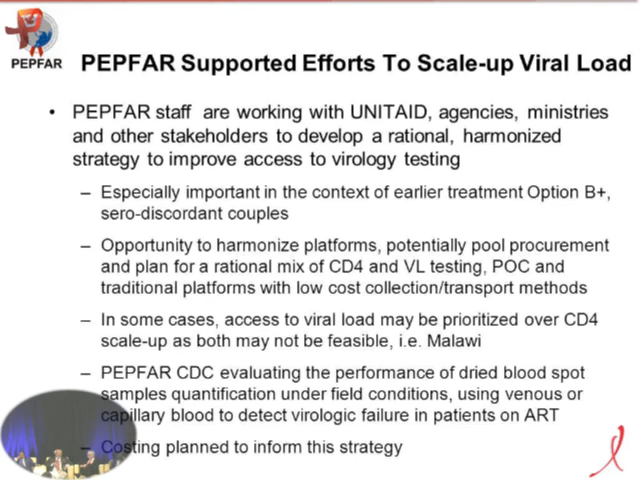 PEPFAR
PEPFAR Supported Efforts To Scale-up Viral Load
• PEPFAR staff are working with UNITAID, agencies, ministries
and other stakeholders to develop a rational, harmonized
strategy to improve access to virology testing
– Especially important in the context of earlier treatment Option B+,
sero-discordant couples
– Opportunity to harmonize platforms, potentially pool procurement
and plan for a rational mix of CD4 and VL testing, POC and
traditional platforms with low cost collection/transport methods
– In some cases, access to viral load may be prioritized over CD4
scale-up as both may not be feasible, i.e. Malawi
– PEPFAR CDC evaluating the performance of dried blood spot
samples quantification under field conditions, using venous or
capillary blood to detect virologic failure in patients on ART
– Costing planned to inform this strategy